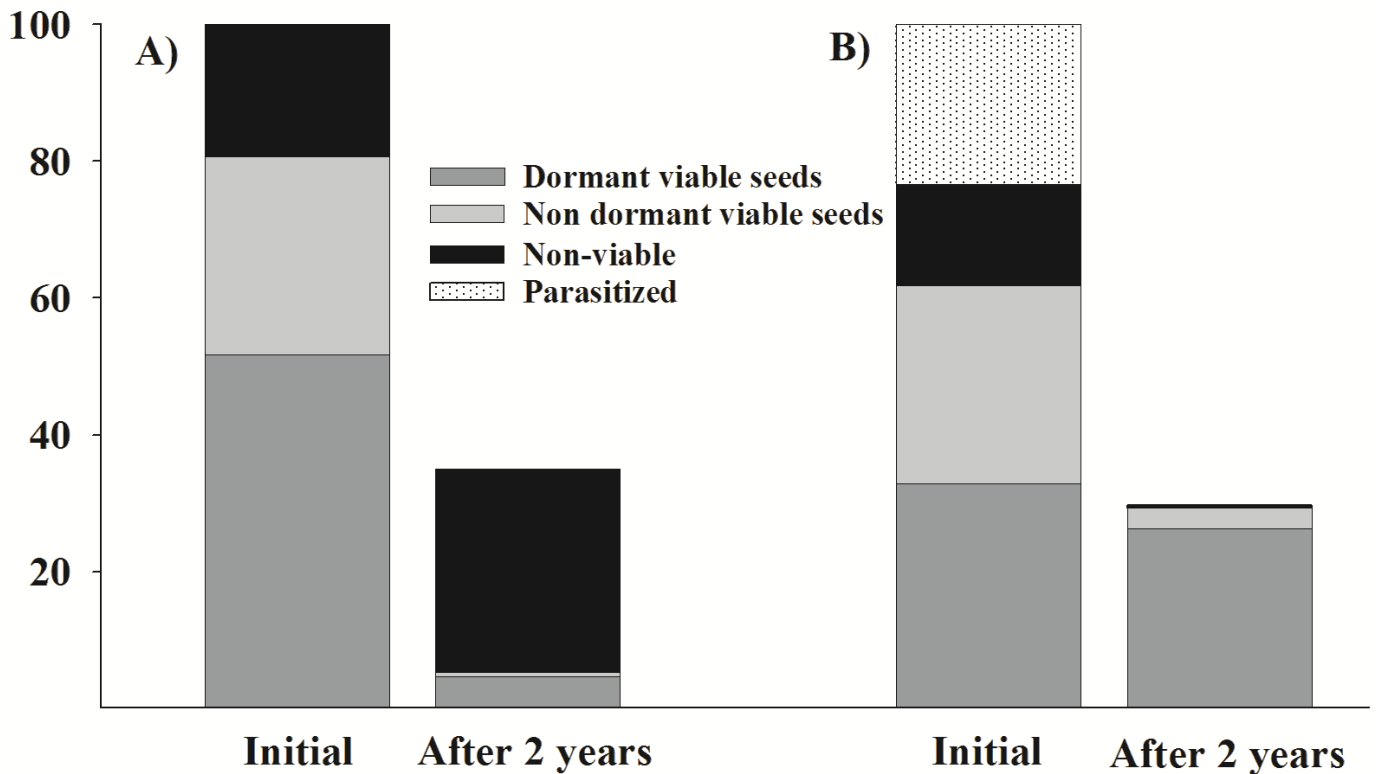 100
80
60
40
20
A)
B)
Dormant viable seeds
Non dormant viable seeds
Non-viable
Parasitized
Initial
After 2 years
Initial
After 2 years